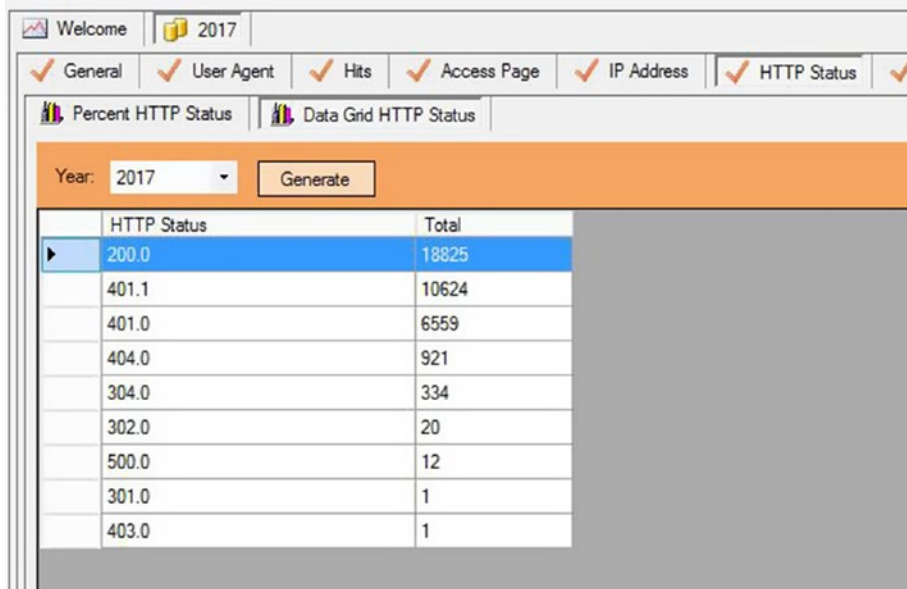 Welcome 2017
General User Agent Hits Access Page IP Address HTTP Status
Percent HTTP Status Data Grid HTTP Status
Year: 2017 Generate
HTTP Status Total
200.0 18825
401.1 10624
401.0 6559
404.0 921
304.0 334
302.0 20
500.0 12
301.0 1
403.0 1